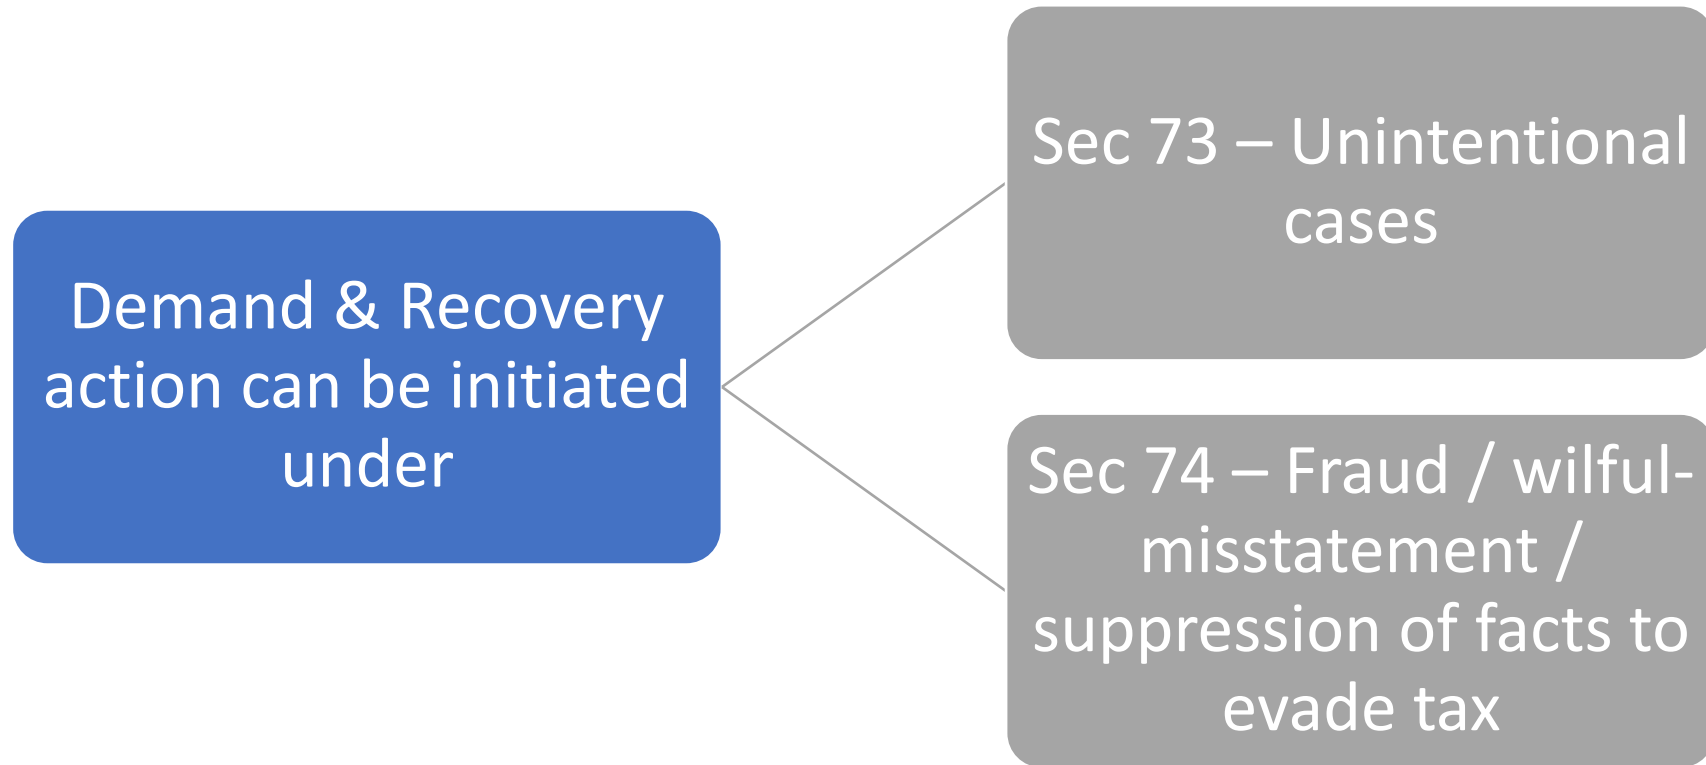 Demand & Recovery
action can be initiated
under
Sec 73 – Unintentional
cases
Sec 74 – Fraud / wilful-
misstatement /
suppression of facts to
evade tax